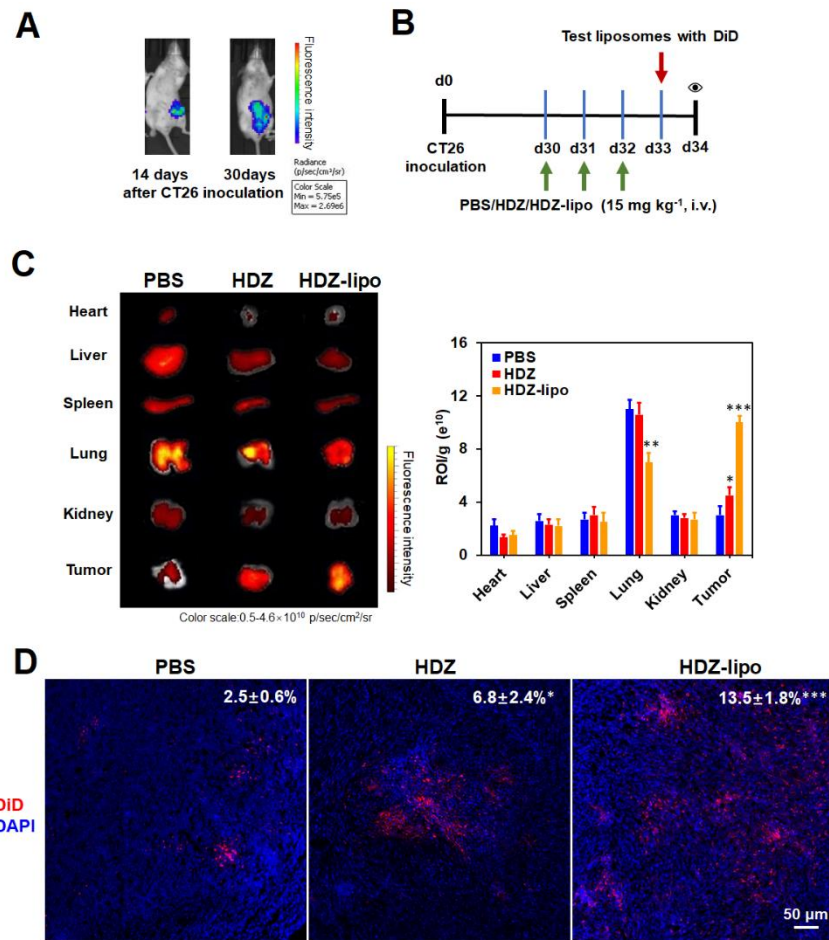 A
Fluorescence intensity
14 days
after CT26
30days
inoculation
Radiance
(p/sec/cm²/sr)
Color Scale
Min = 5.75e5
Max = 2.69e6
B
Test liposomes with DiD
d0
CT26
inoculation
d30 d31 d32 d33 d34
PBS/HDZ/HDZ-lipo (15 mg kg⁻¹, i.v.)
C
PBS HDZ HDZ-lipo
Heart
Liver
Spleen
Lung
Kidney
Tumor
Fluorescence intensity
Color scale:0.5-4.6×10¹⁰ p/sec/cm²/sr
ROI/g (e¹⁰)
16
12
8
4
0
PBS
HDZ
HDZ-lipo
**
*
***
Heart Liver Spleen Lung Kidney Tumor
D
PBS HDZ HDZ-lipo
2.5±0.6% 6.8±2.4%* 13.5±1.8%***
DiD
DAPI
50 μm